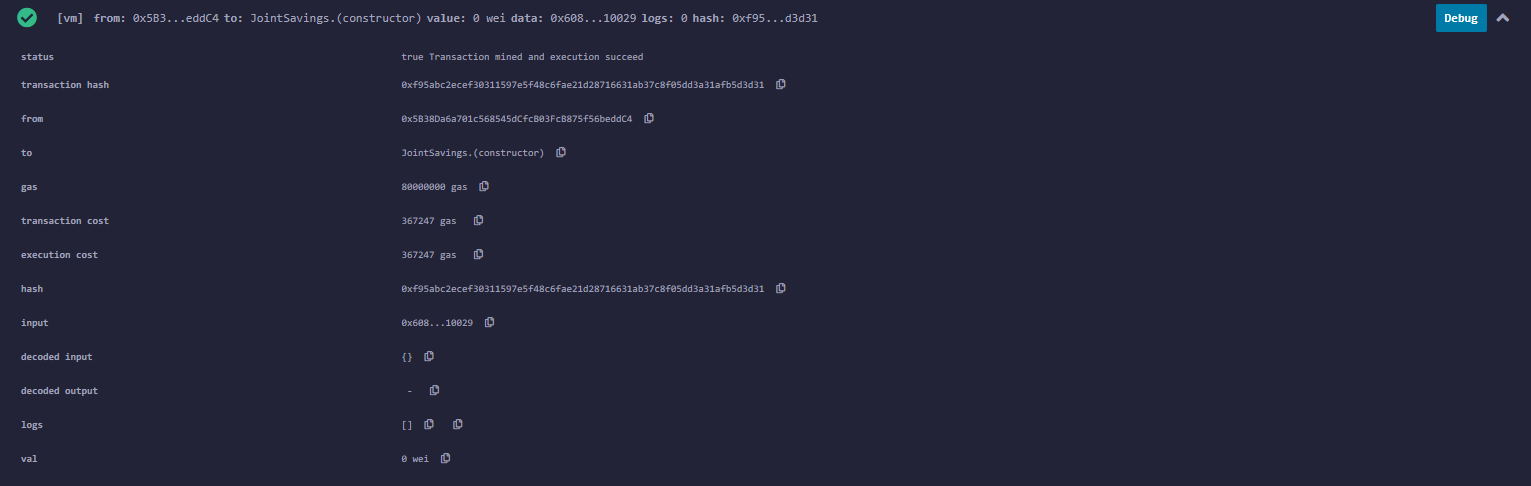 [vm] from: 0x5B3...eddC4 to: JointSavings.(constructor) value: 0 wei data: 0x608...10029 logs: 0 hash: 0xf95...d3d31 Debug
status true Transaction mined and execution succeed
transaction hash 0xf95abc2ecef30311597e5f48c6fae21d28716631ab37c8f05dd3a31afb5d3d31
from 0x5B38Da6a701c568545dCfcB03FcB875f56beddC4
to JointSavings.(constructor)
gas 80000000 gas
transaction cost 367247 gas
execution cost 367247 gas
hash 0xf95abc2ecef30311597e5f48c6fae21d28716631ab37c8f05dd3a31afb5d3d31
input 0x608...10029
decoded input {}
decoded output -
logs []
val 0 wei